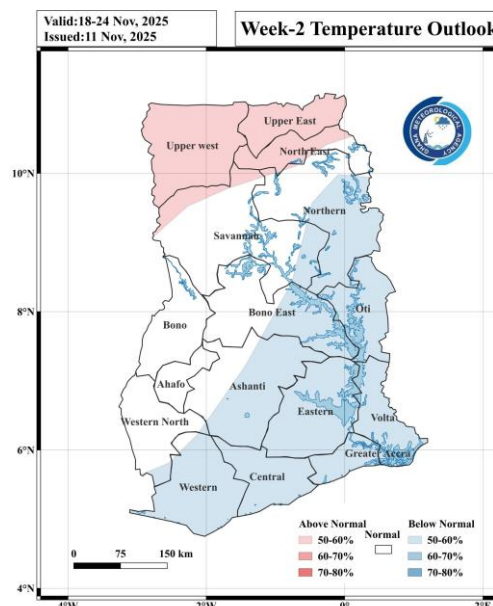 Valid:18-24 Nov, 2025
Issued:11 Nov, 2025
Week-2 Temperature Outlook
Upper East
Upper west
North East
10°N
Northern
Savannah
8°N
Oti
Bono East
Bono
Ahafo
Ashanti
Eastern
Volta
Western North
6°N
Greater Accra
Western
Central
Above Normal
Normal
Below Normal
50-60%
50-60%
60-70%
60-70%
70-80%
70-80%
0
75
150 km
4°N
0°
GHANA METEOROLOGICAL AGENCY